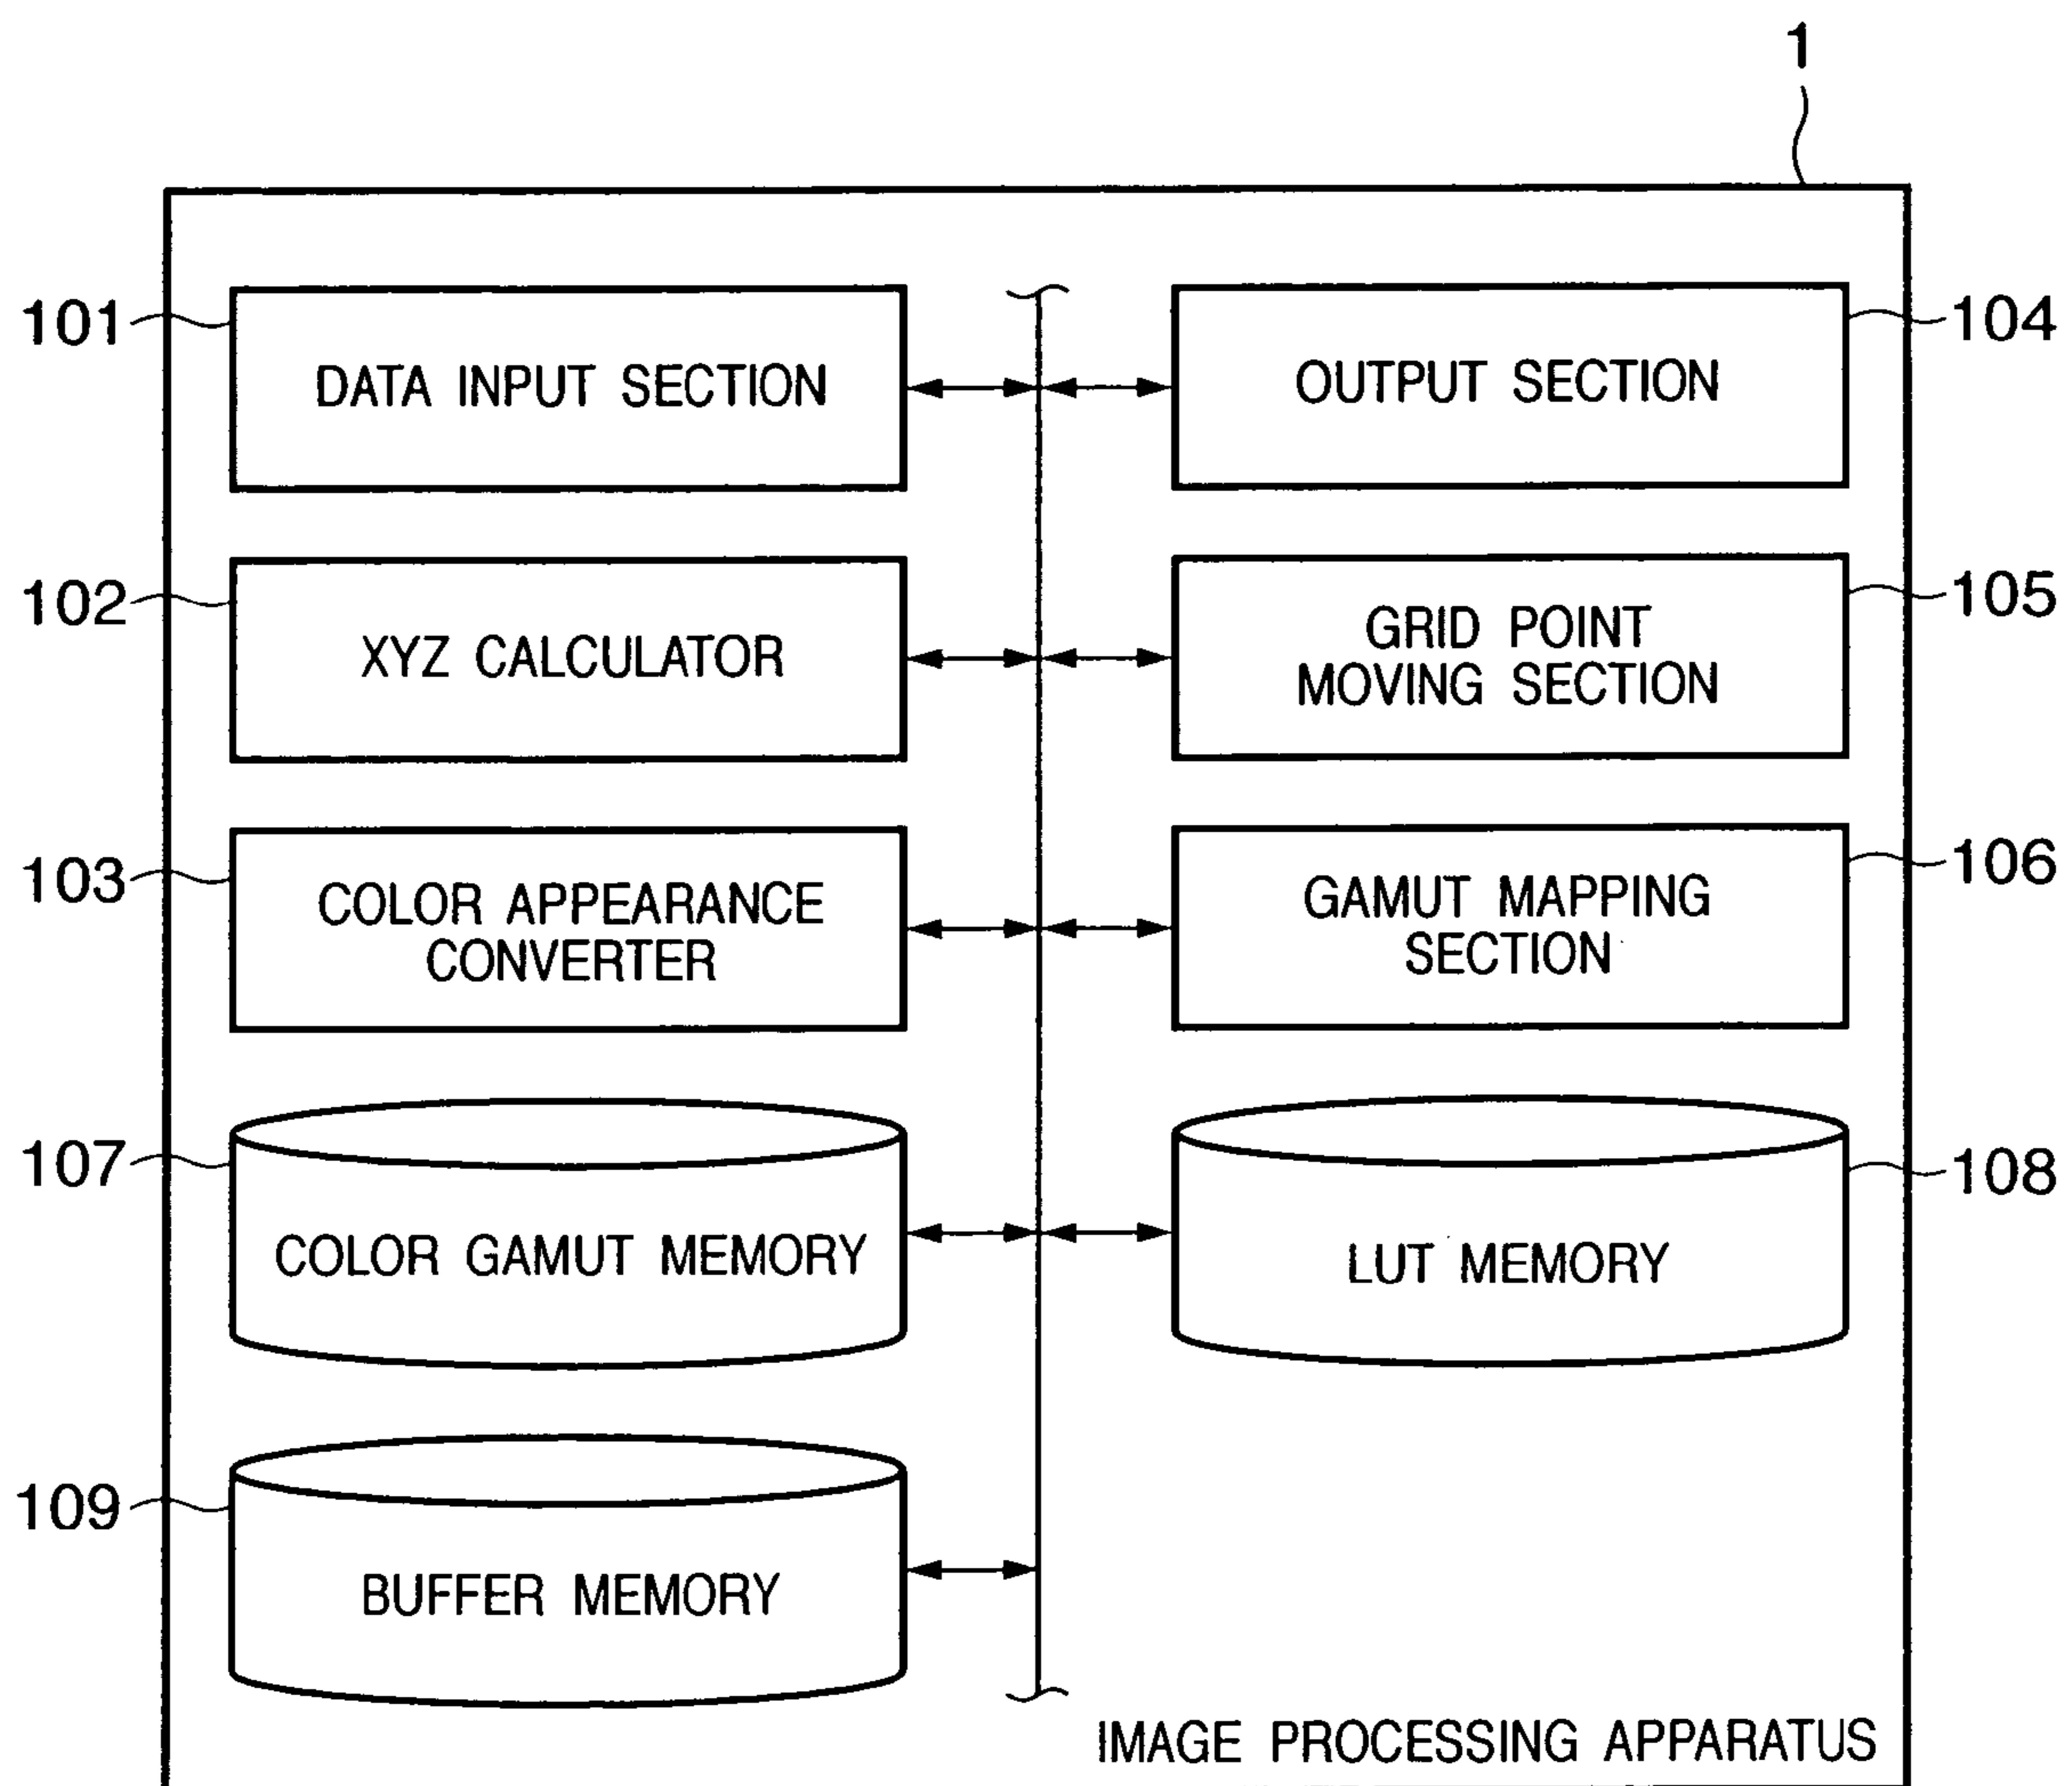 1
101
DATA INPUT SECTION
104
OUTPUT SECTION
102
XYZ CALCULATOR
105
GRID POINT
MOVING SECTION
103
COLOR APPEARANCE
CONVERTER
106
GAMUT MAPPING
SECTION
107
COLOR GAMUT MEMORY
108
LUT MEMORY
109
BUFFER MEMORY
IMAGE PROCESSING APPARATUS